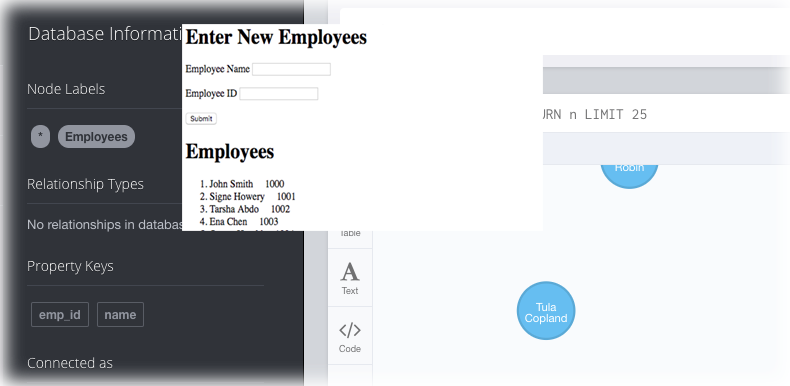 Database Informati
Enter New Employees
Employee Name
Employee ID
Submit
Employees
1. John Smith 1000
2. Signe Howery 1001
3. Tarsha Abdo 1002
4. Ena Chen 1003
Node Labels
*
Employees
Relationship Types
No relationships in databas
Property Keys
emp_id
name
Connected as
URN n LIMIT 25
Robin
Table
A
Text
Tula
Copland
</>
Code